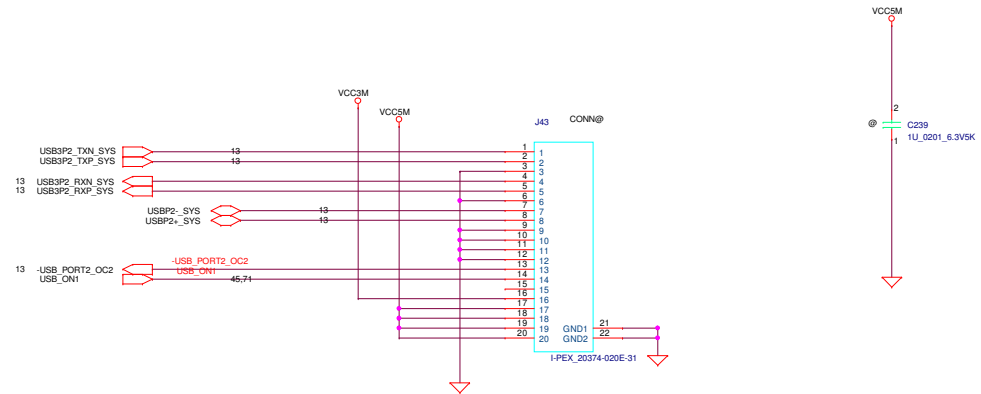 VCC5M
VCC3M
VCC5M
J43 CONN@
2
@ C239
1U_0201_6.3V5K
1
USB3P2_TXN_SYS 13 1 1
USB3P2_TXP_SYS 13 2 2
3 3
13 USB3P2_RXN_SYS 4 4
13 USB3P2_RXP_SYS 5 5
6 6
USBP2-_SYS 13 7 7
USBP2+_SYS 13 8 8
9 9
10 10
11 11
12 12
-USB_PORT2_OC2
13 -USB_PORT2_OC2 13 13
USB_ON1
USB_ON1 45,71 14 14
15 15
16 16
17 17
18 18
19 19 GND1 21
20 20 GND2 22
I-PEX_20374-020E-31